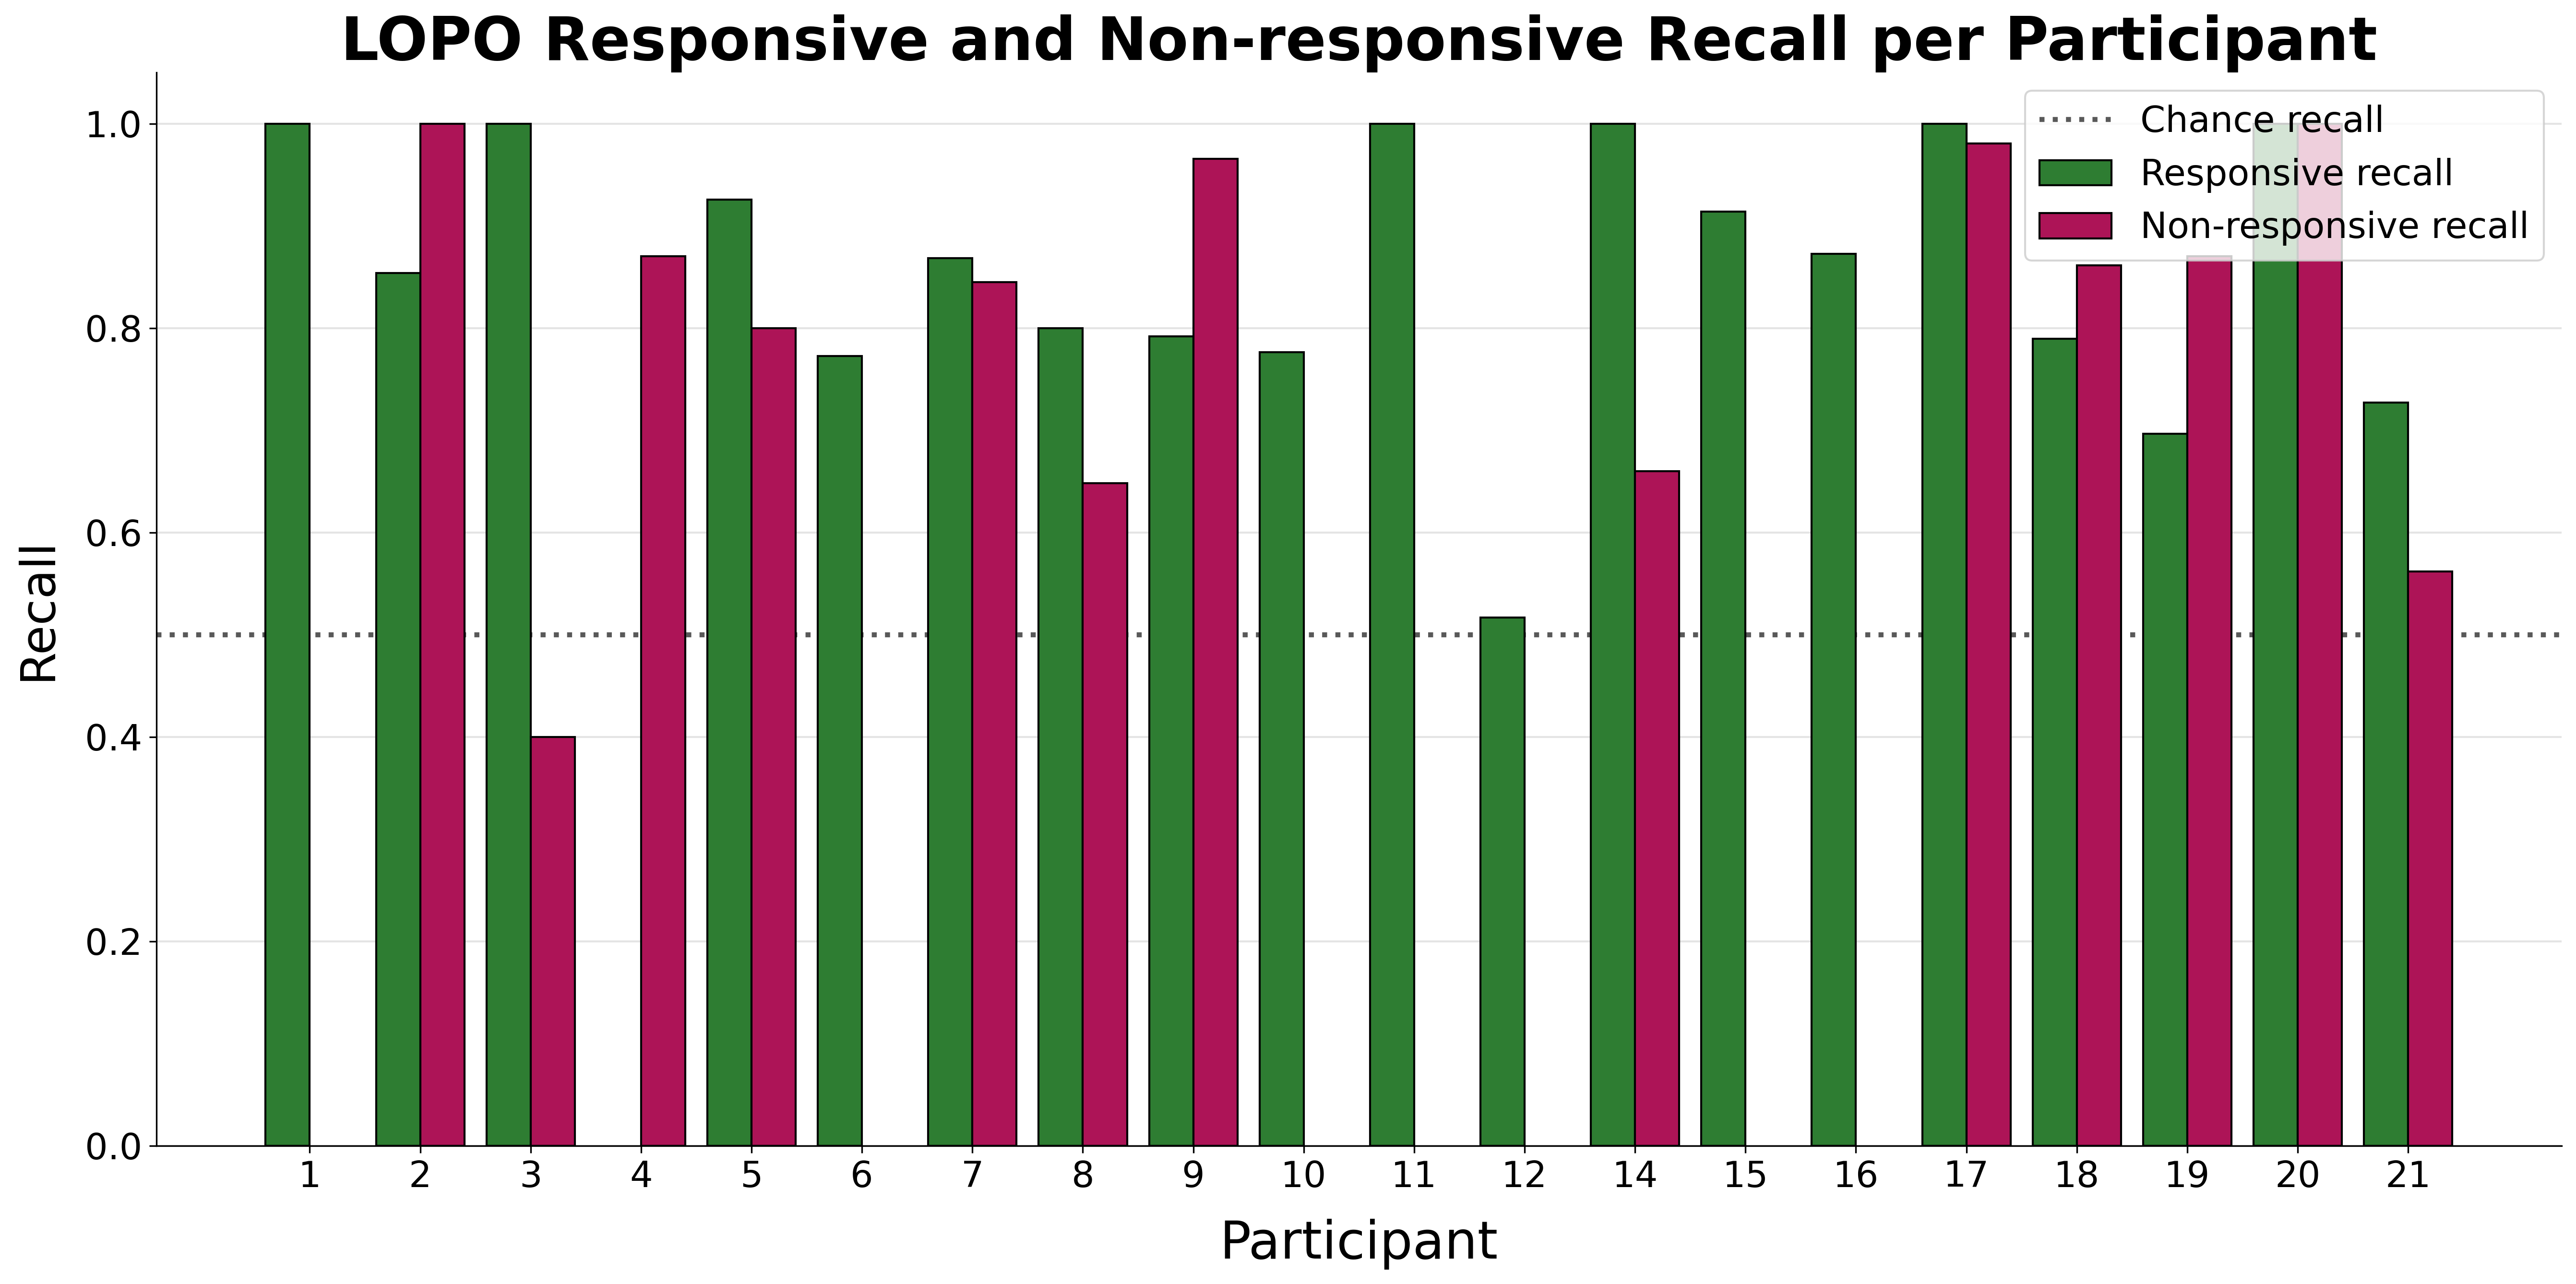 LOPO Responsive and Non-responsive Recall per Participant
Chance recall
Responsive recall
Non-responsive recall
1.0
0.8
0.6
0.4
0.2
0.0
Recall
1 2 3 4 5 6 7 8 9 10 11 12 14 15 16 17 18 19 20 21
Participant